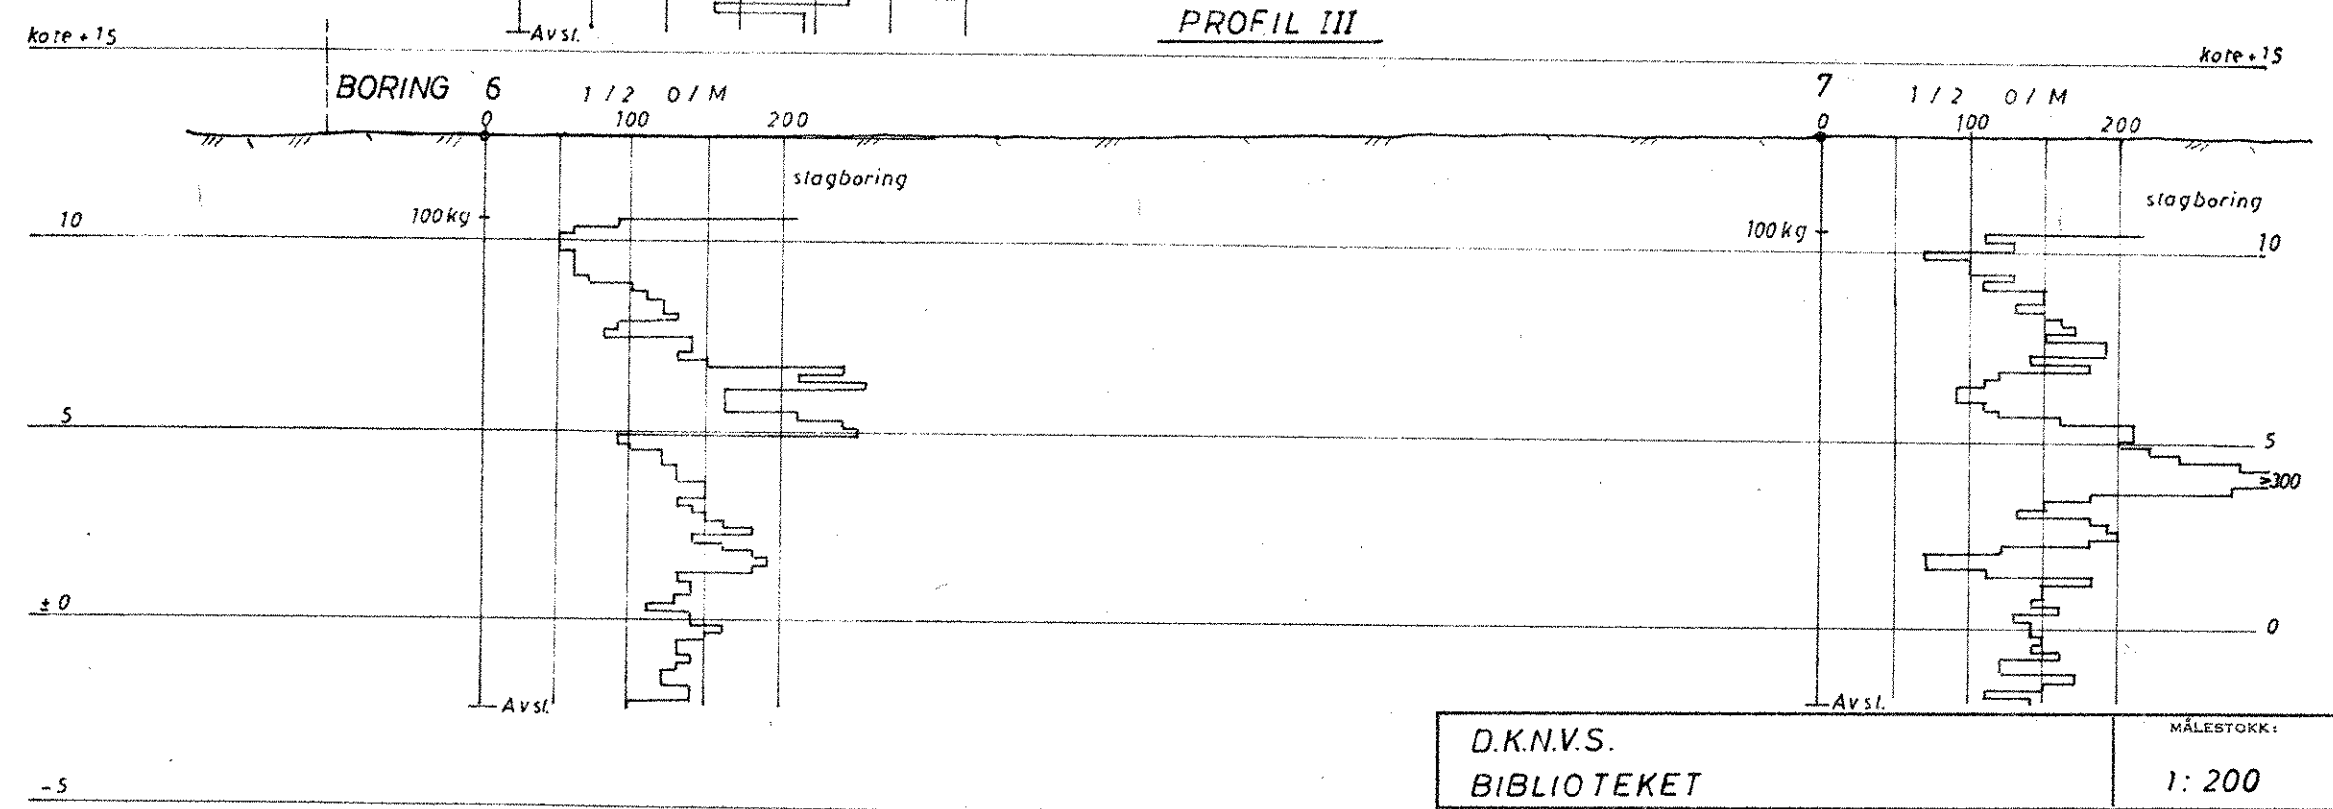 Avsl.
PROFIL III
kote + 15
kote + 15
BORING 6 1/2 O/M
7 1/2 O/M
0 100 200
0 100 200
slagboring
slagboring
100 kg
100 kg
10
10
5
5
≥300
± 0
0
Avsl.
Avsl.
- 5
D.K.N.V.S.
BIBLIOTEKET
MÅLESTOKK:
1: 200